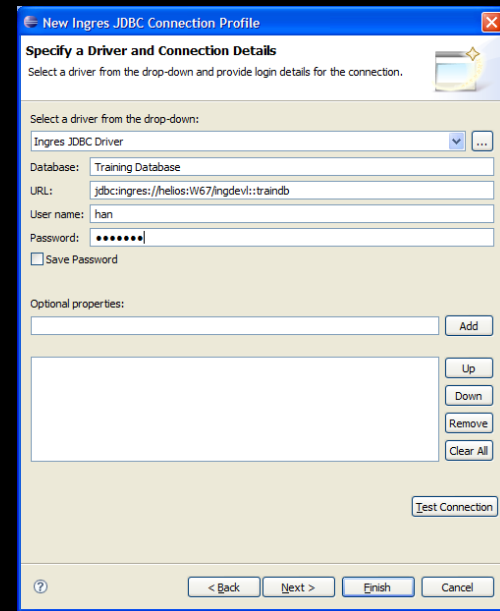 New Ingres JDBC Connection Profile
Specify a Driver and Connection Details
Select a driver from the drop-down and provide login details for the connection.
Select a driver from the drop-down:
Ingres JDBC Driver
...
Database: Training Database
URL: jdbc:ingres://helios:W67/ingdevl::traindb
User name: han
Password: •••••••
Save Password
Optional properties:
Add
Up
Down
Remove
Clear All
Test Connection
? < Back Next > Finish Cancel